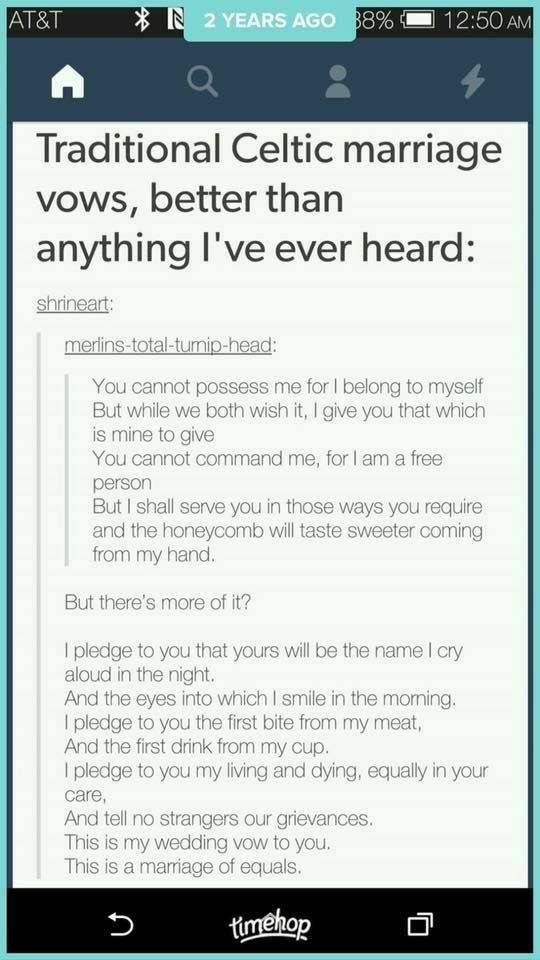 AT&T 2 YEARS AGO 38% 12:50 AM
Traditional Celtic marriage
vows, better than
anything I've ever heard:
shrineart:
merlins-total-turnip-head:
You cannot possess me for I belong to myself
But while we both wish it, I give you that which
is mine to give
You cannot command me, for I am a free
person
But I shall serve you in those ways you require
and the honeycomb will taste sweeter coming
from my hand.
But there's more of it?
I pledge to you that yours will be the name I cry
aloud in the night.
And the eyes into which I smile in the morning.
I pledge to you the first bite from my meat,
And the first drink from my cup.
I pledge to you my living and dying, equally in your
care,
And tell no strangers our grievances.
This is my wedding vow to you.
This is a marriage of equals.
timehop